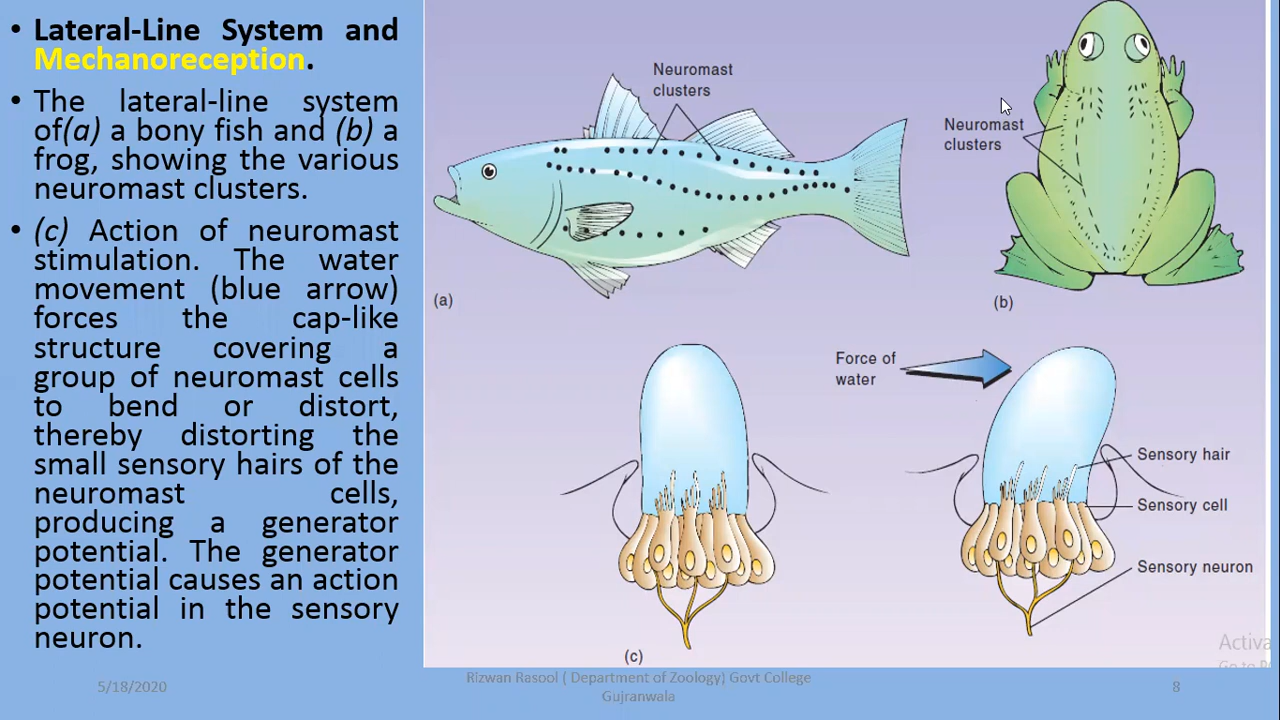 • Lateral-Line System and
Mechanoreception.
• The lateral-line system
of(a) a bony fish and (b) a
frog, showing the various
neuromast clusters.
• (c) Action of neuromast
stimulation. The water
movement (blue arrow)
forces the cap-like
structure covering a
group of neuromast cells
to bend or distort,
thereby distorting the
small sensory hairs of the
neuromast cells,
producing a generator
potential. The generator
potential causes an action
potential in the sensory
neuron.
Neuromast
clusters
(a)
Neuromast
clusters
(b)
Force of
water
Sensory hair
Sensory cell
Sensory neuron
(c)
Activa
Go to P
5/18/2020
Rizwan Rasool ( Department of Zoology) Govt College
Gujranwala
8